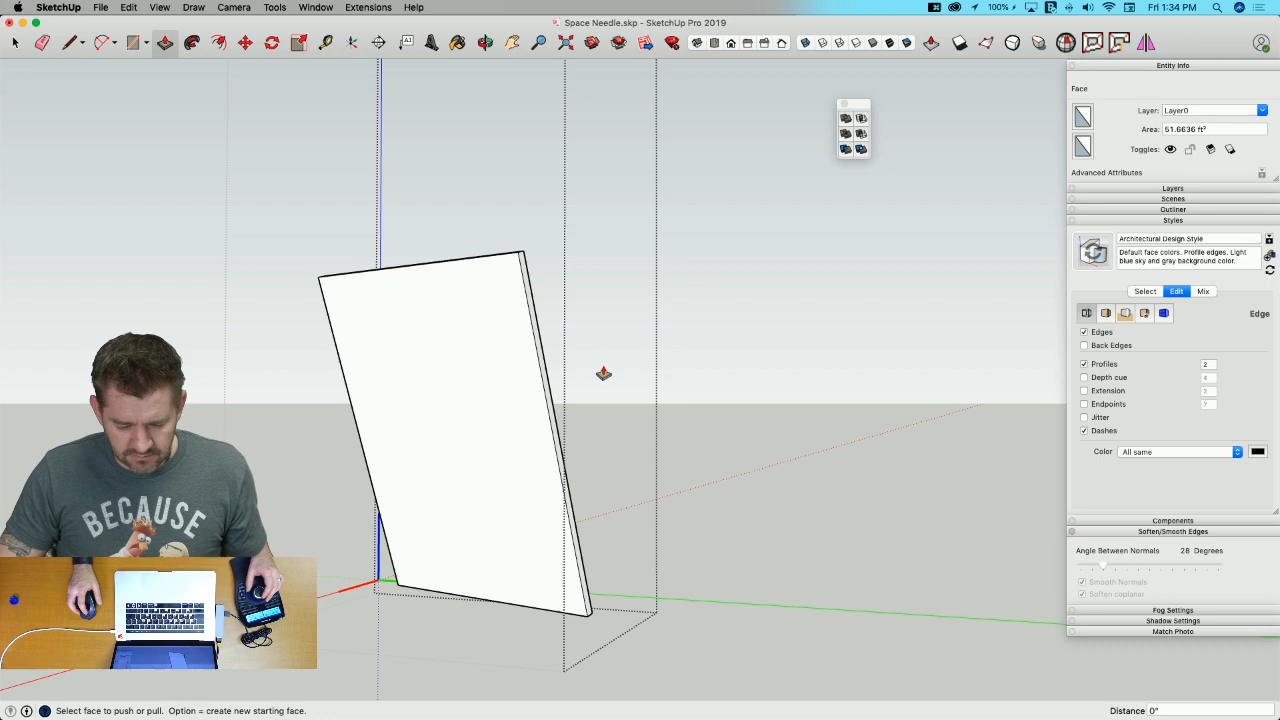 SketchUp File Edit View Draw Camera Tools Window Extensions Help
100% Fri 1:34 PM
Space Needle.skp - SketchUp Pro 2019
A1
Entity Info
Face
Layer: Layer0
Area: 51.6636 ft²
Toggles:
Advanced Attributes
Layers
Scenes
Outliner
Styles
Architectural Design Style
Default face colors. Profile edges. Light
blue sky and gray background color.
Select Edit Mix
Edge
Edges
Back Edges
Profiles 2
Depth cue 4
Extension 2
Endpoints 7
Jitter
Dashes
Color All same
Components
Soften/Smooth Edges
Angle Between Normals 28 Degrees
Smooth Normals
Soften coplanar
Fog Settings
Shadow Settings
Match Photo
BECAUSE
Select face to push or pull. Option = create new starting face.
Distance 0"